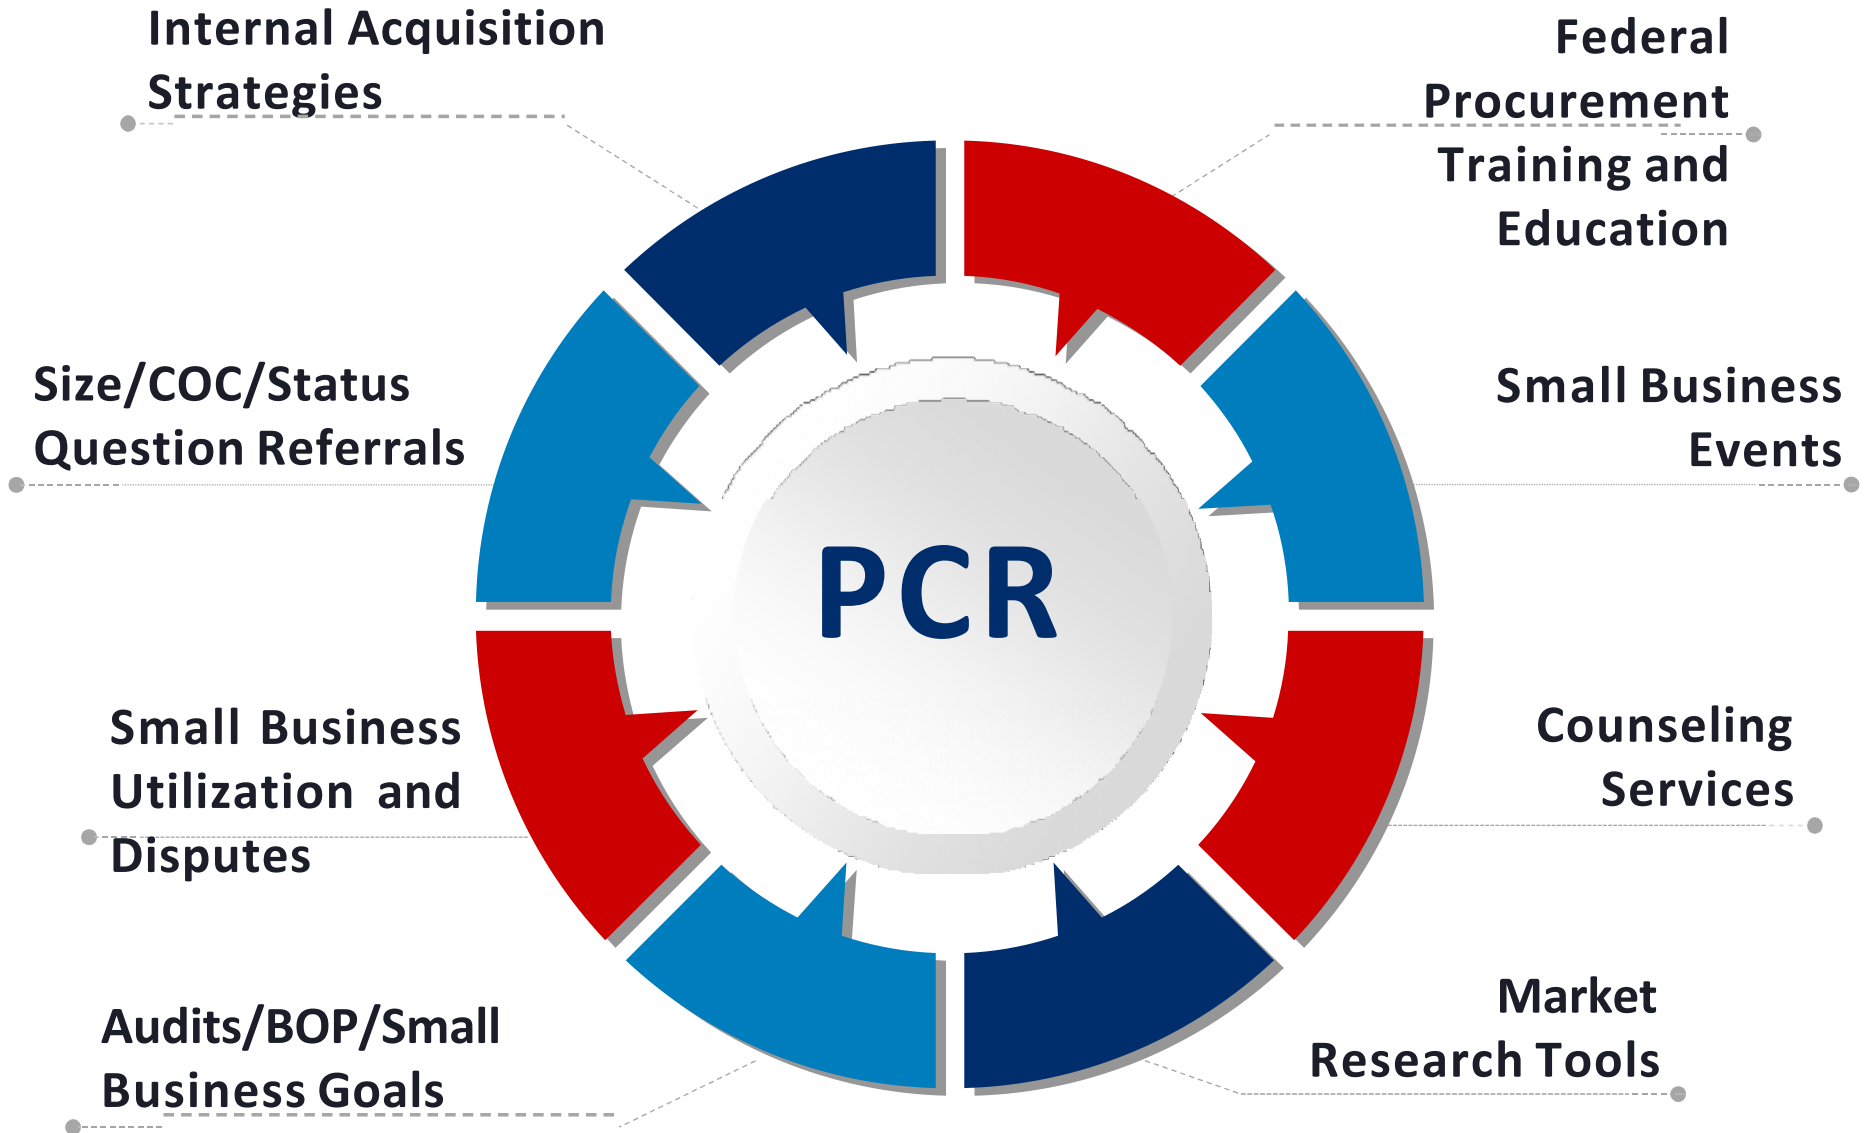 Internal Acquisition
Strategies
Federal
Procurement
Training and
Education
Size/COC/Status
Question Referrals
Small Business
Events
PCR
Small Business
Utilization and
Disputes
Counseling
Services
Audits/BOP/Small
Business Goals
Market
Research Tools